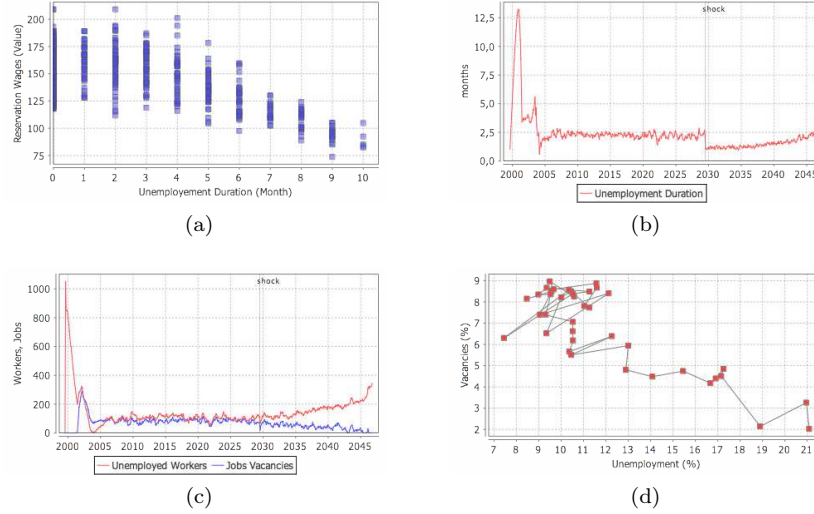 200
175
150
125
100
75
Reservation Wages (Value)
0 1 2 3 4 5 6 7 8 9 10
Unemployement Duration (Month)
(a)
shock
12,5
10,0
7,5
5,0
2,5
0,0
months
2000 2005 2010 2015 2020 2025 2030 2035 2040 2045
Unemployment Duration
(b)
shock
1000
800
600
400
200
0
Workers, Jobs
2000 2005 2010 2015 2020 2025 2030 2035 2040 2045
Unemployed Workers Jobs Vacancies
(c)
9
8
7
6
5
4
3
2
Vacancies (%)
7 8 9 10 11 12 13 14 15 16 17 18 19 20 21
Unemployment (%)
(d)